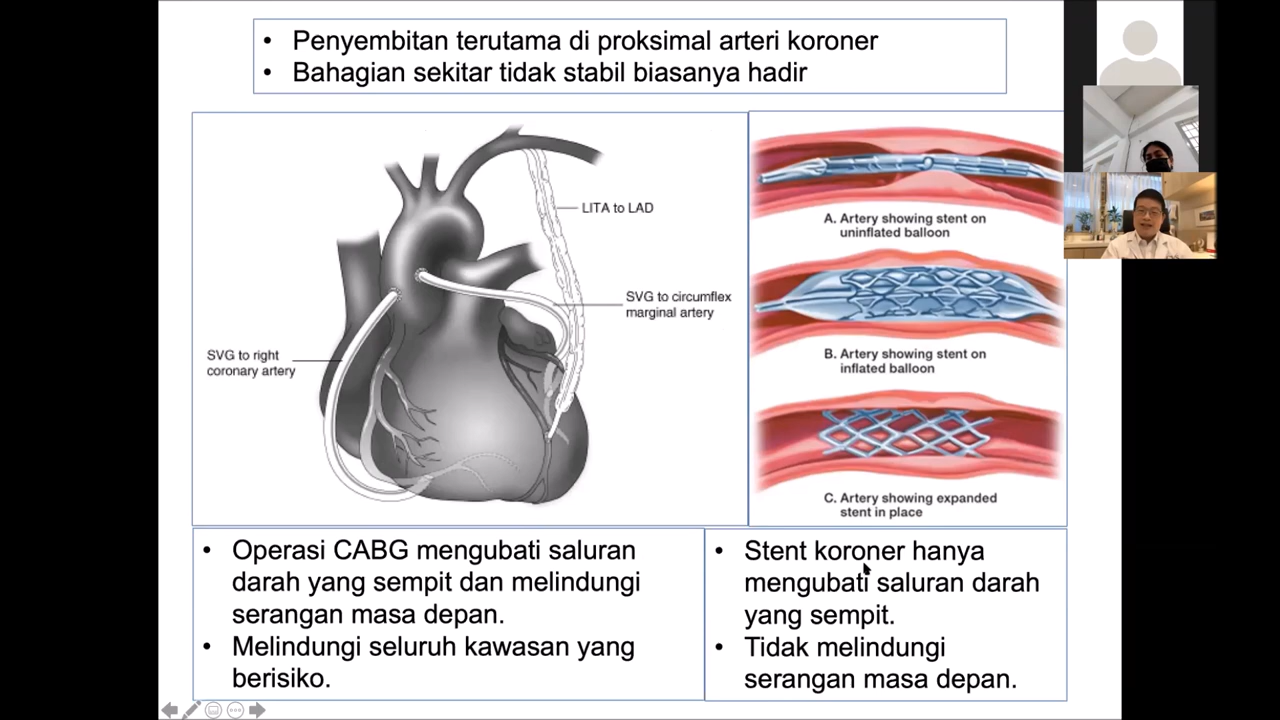 • Penyembitan terutama di proksimal arteri koroner
• Bahagian sekitar tidak stabil biasanya hadir
LITA to LAD
SVG to circumflex
marginal artery
SVG to right
coronary artery
A. Artery showing stent on
uninflated balloon
B. Artery showing stent on
inflated balloon
C. Artery showing expanded
stent in place
• Operasi CABG mengubati saluran
darah yang sempit dan melindungi
serangan masa depan.
• Melindungi seluruh kawasan yang
berisiko.
• Stent koroner hanya
mengubati saluran darah
yang sempit.
• Tidak melindungi
serangan masa depan.